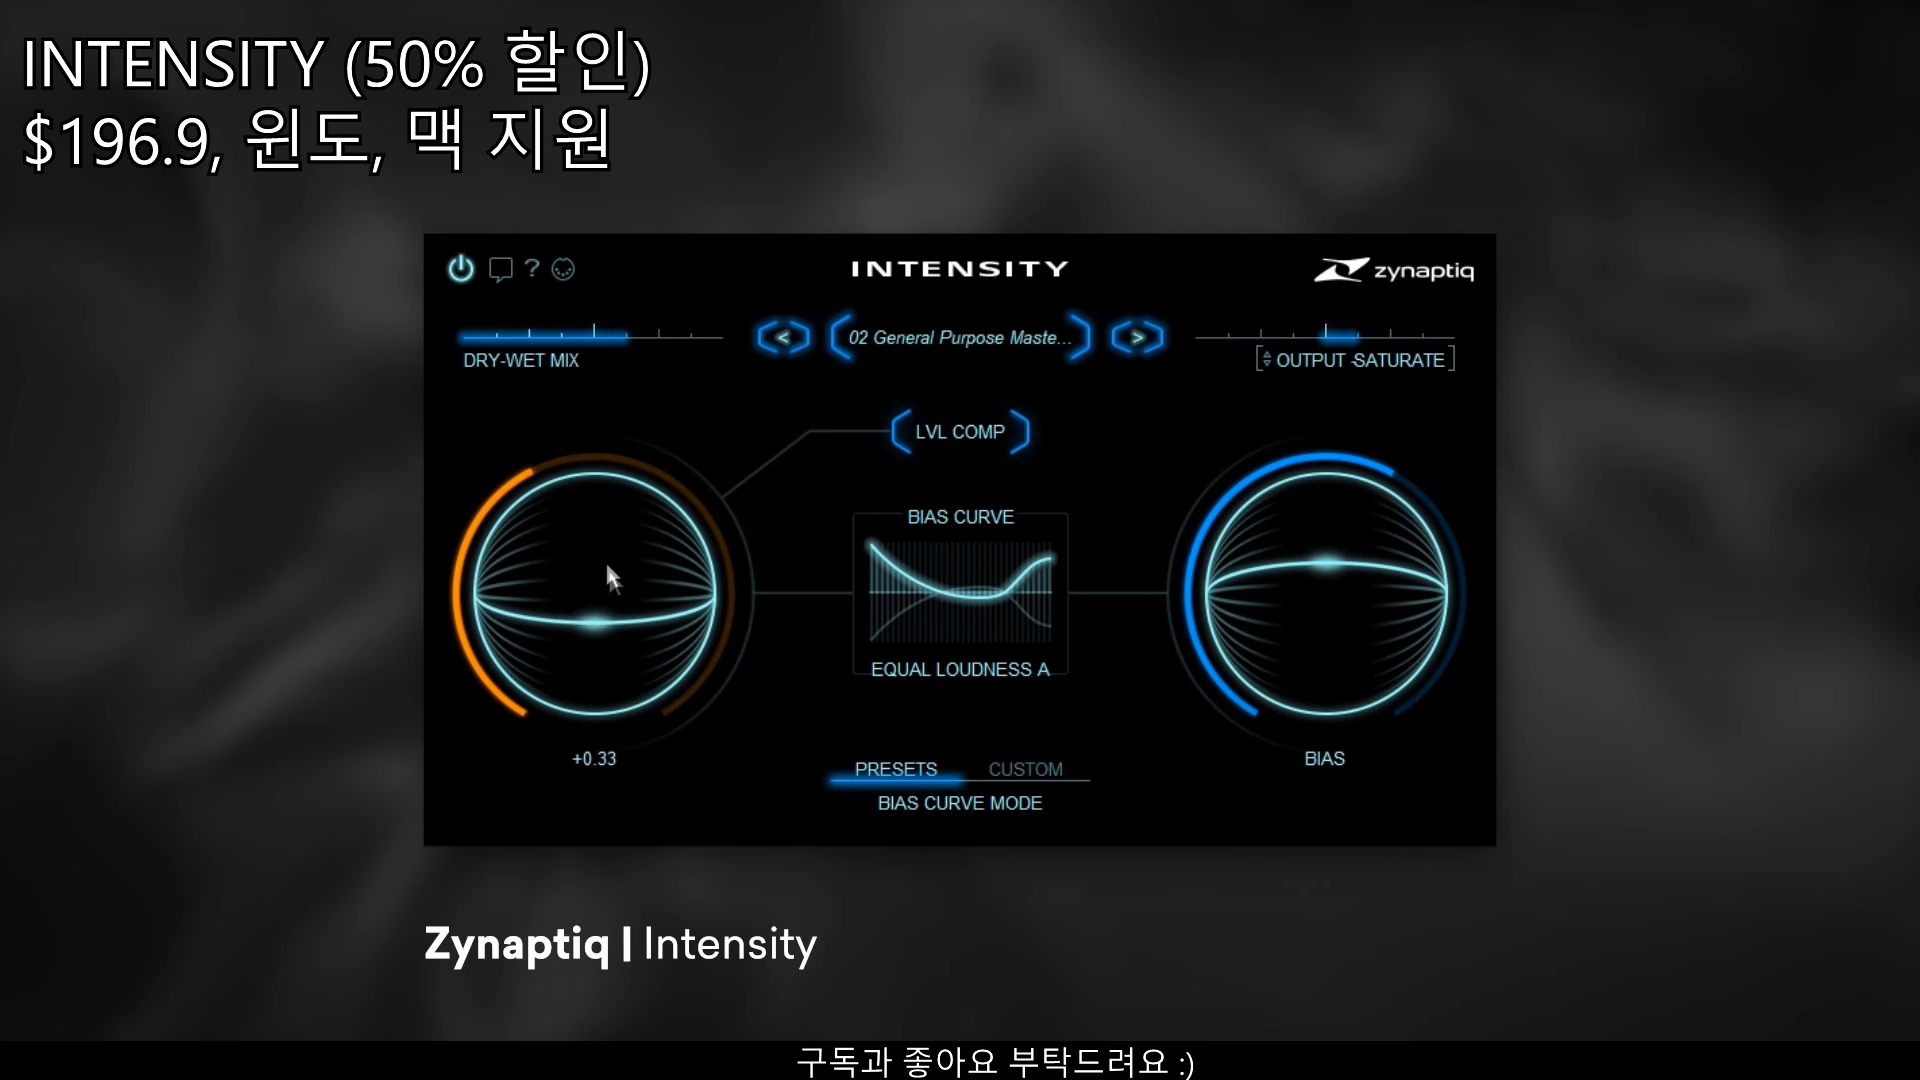 INTENSITY (50% 할인)
$196.9, 윈도, 맥 지원
?
INTENSITY
zynaptiq
DRY-WET MIX
<
02 General Purpose Maste...
>
OUTPUT-SATURATE
LVL COMP
BIAS CURVE
EQUAL LOUDNESS A
+0.33
BIAS
PRESETS
CUSTOM
BIAS CURVE MODE
Zynaptiq | Intensity
구독과 좋아요 부탁드려요 :)